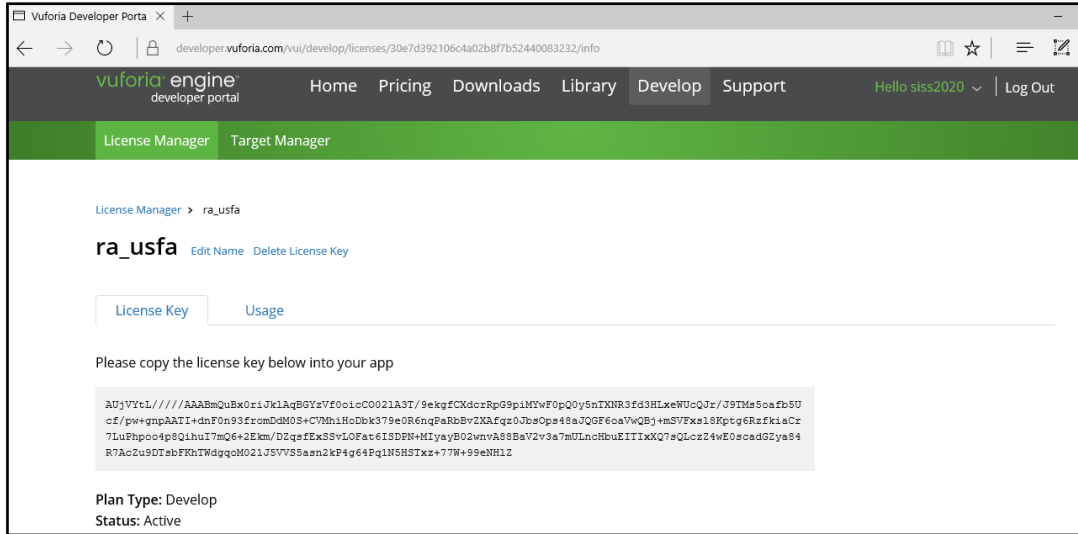 Vuforia Developer Porta
developer.vuforia.com/vui/develop/licenses/30e7d392106c4a02b8f7b52440083232/info
vuforia engine Home Pricing Downloads Library Develop Support Hello siss2020 Log Out
developer portal
License Manager Target Manager
License Manager > ra_usfa
ra_usfa Edit Name Delete License Key
License Key Usage
Please copy the license key below into your app
AUjVYtL/////AAABmQuBx0riJklAqBGYzVf0oicC0021A3T/9ekgfCXdcrRpG9piMYwF0pQ0y5nTXNR3fd3HLxeWUcQJr/J9TMs5oafb5U
cf/pw+gnpAATI+dnF0n93fromDdM0S+CVMhiHoDbk379e0R6nqPaRbBvZXAfqz0JbsOps48aJQGF6oaVwQBj+mSVFxsl8Kptg6RzfkiaCr
7LuPhpoo4p8QihuI7mQ6+2Ekm/DZqsfExSSvLOFat6ISDPN+MIyayB02wnvA88BaV2v3a7mULncHbuEITIxXQ7sQLczZ4wE0scadGZya84
R7AcZu9DTsbFKhTWdgqoM021J5VVS5asn2kP4g64Pq1N5HSTxz+77W+99eNHlZ
Plan Type: Develop
Status: Active